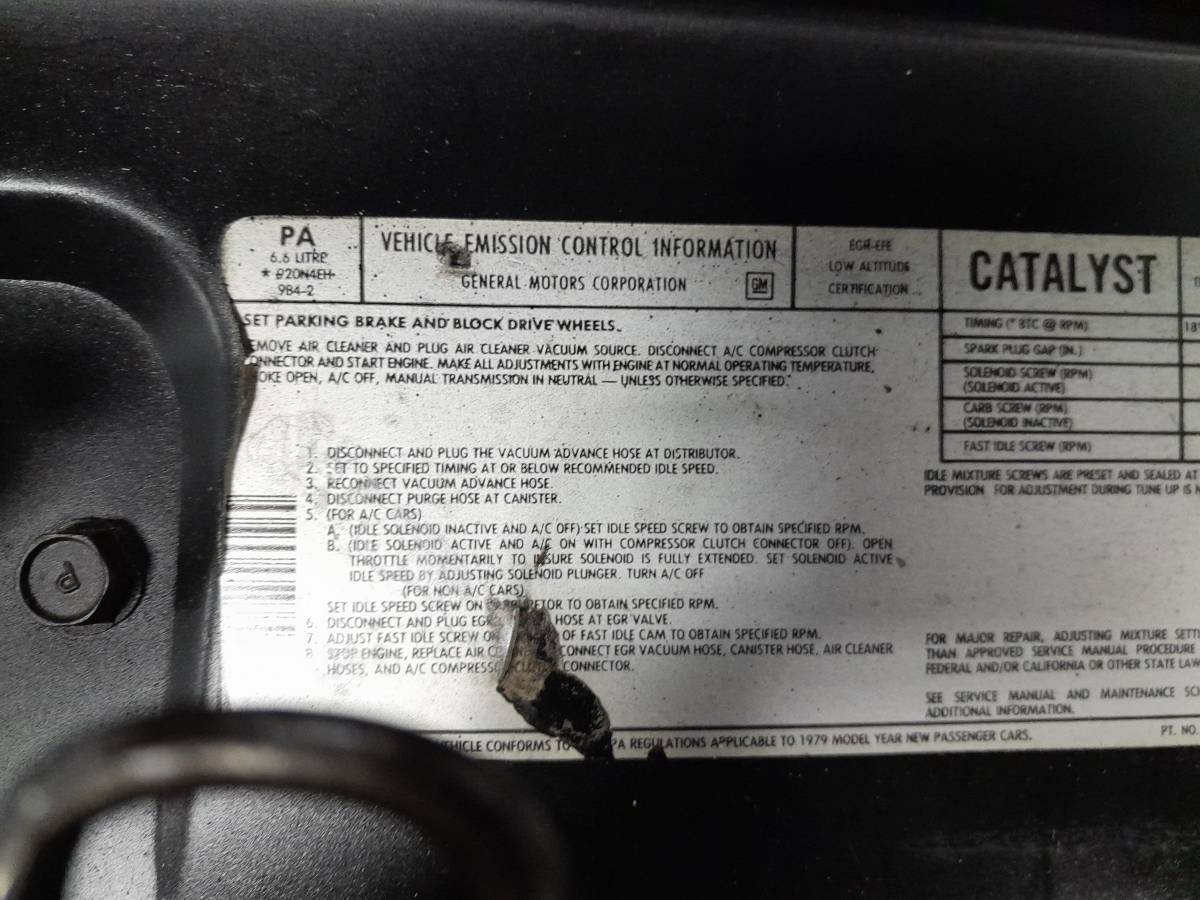 PA
6.6 LITRE
* 920N4EH-
984-2
VEHICLE EMISSION CONTROL INFORMATION
GENERAL MOTORS CORPORATION
GM
EGR-EFE
LOW ALTITUDE
CERTIFICATION
CATALYST
SET PARKING BRAKE AND BLOCK DRIVE WHEELS.
EMOVE AIR CLEANER AND PLUG AIR CLEANER VACUUM SOURCE. DISCONNECT A/C COMPRESSOR CLUTCH
ONNECTOR AND START ENGINE. MAKE ALL ADJUSTMENTS WITH ENGINE AT NORMAL OPERATING TEMPERATURE,
OKE OPEN, A/C OFF, MANUAL TRANSMISSION IN NEUTRAL — UNLESS OTHERWISE SPECIFIED.
TIMING (° BTC @ RPM)
SPARK PLUG GAP (IN.)
SOLENOID SCREW (RPM)
(SOLENOID ACTIVE)
CARB SCREW (RPM)
(SOLENOID INACTIVE)
FAST IDLE SCREW (RPM)
1. DISCONNECT AND PLUG THE VACUUM ADVANCE HOSE AT DISTRIBUTOR.
2. SET TO SPECIFIED TIMING AT OR BELOW RECOMMENDED IDLE SPEED.
3. RECONNECT VACUUM ADVANCE HOSE.
4. DISCONNECT PURGE HOSE AT CANISTER.
5. (FOR A/C CARS)
A. (IDLE SOLENOID INACTIVE AND A/C OFF) SET IDLE SPEED SCREW TO OBTAIN SPECIFIED RPM.
B. (IDLE SOLENOID ACTIVE AND A/C ON WITH COMPRESSOR CLUTCH CONNECTOR OFF). OPEN
THROTTLE MOMENTARILY TO INSURE SOLENOID IS FULLY EXTENDED. SET SOLENOID ACTIVE
IDLE SPEED BY ADJUSTING SOLENOID PLUNGER. TURN A/C OFF
(FOR NON A/C CARS)
SET IDLE SPEED SCREW ON CARBURETOR TO OBTAIN SPECIFIED RPM.
6. DISCONNECT AND PLUG EGR HOSE AT EGR VALVE.
7. ADJUST FAST IDLE SCREW ON OF FAST IDLE CAM TO OBTAIN SPECIFIED RPM.
8. STOP ENGINE, REPLACE AIR CONNECT EGR VACUUM HOSE, CANISTER HOSE, AIR CLEANER
HOSES, AND A/C COMPRESSOR CLUTCH CONNECTOR.
IDLE MIXTURE SCREWS ARE PRESET AND SEALED AT
PROVISION FOR ADJUSTMENT DURING TUNE UP IS N
FOR MAJOR REPAIR, ADJUSTING MIXTURE SETTI
THAN APPROVED SERVICE MANUAL PROCEDURE
FEDERAL AND/OR CALIFORNIA OR OTHER STATE LAW
SEE SERVICE MANUAL AND MAINTENANCE SC
ADDITIONAL INFORMATION.
VEHICLE CONFORMS TO PA REGULATIONS APPLICABLE TO 1979 MODEL YEAR NEW PASSENGER CARS.
PT. NO.